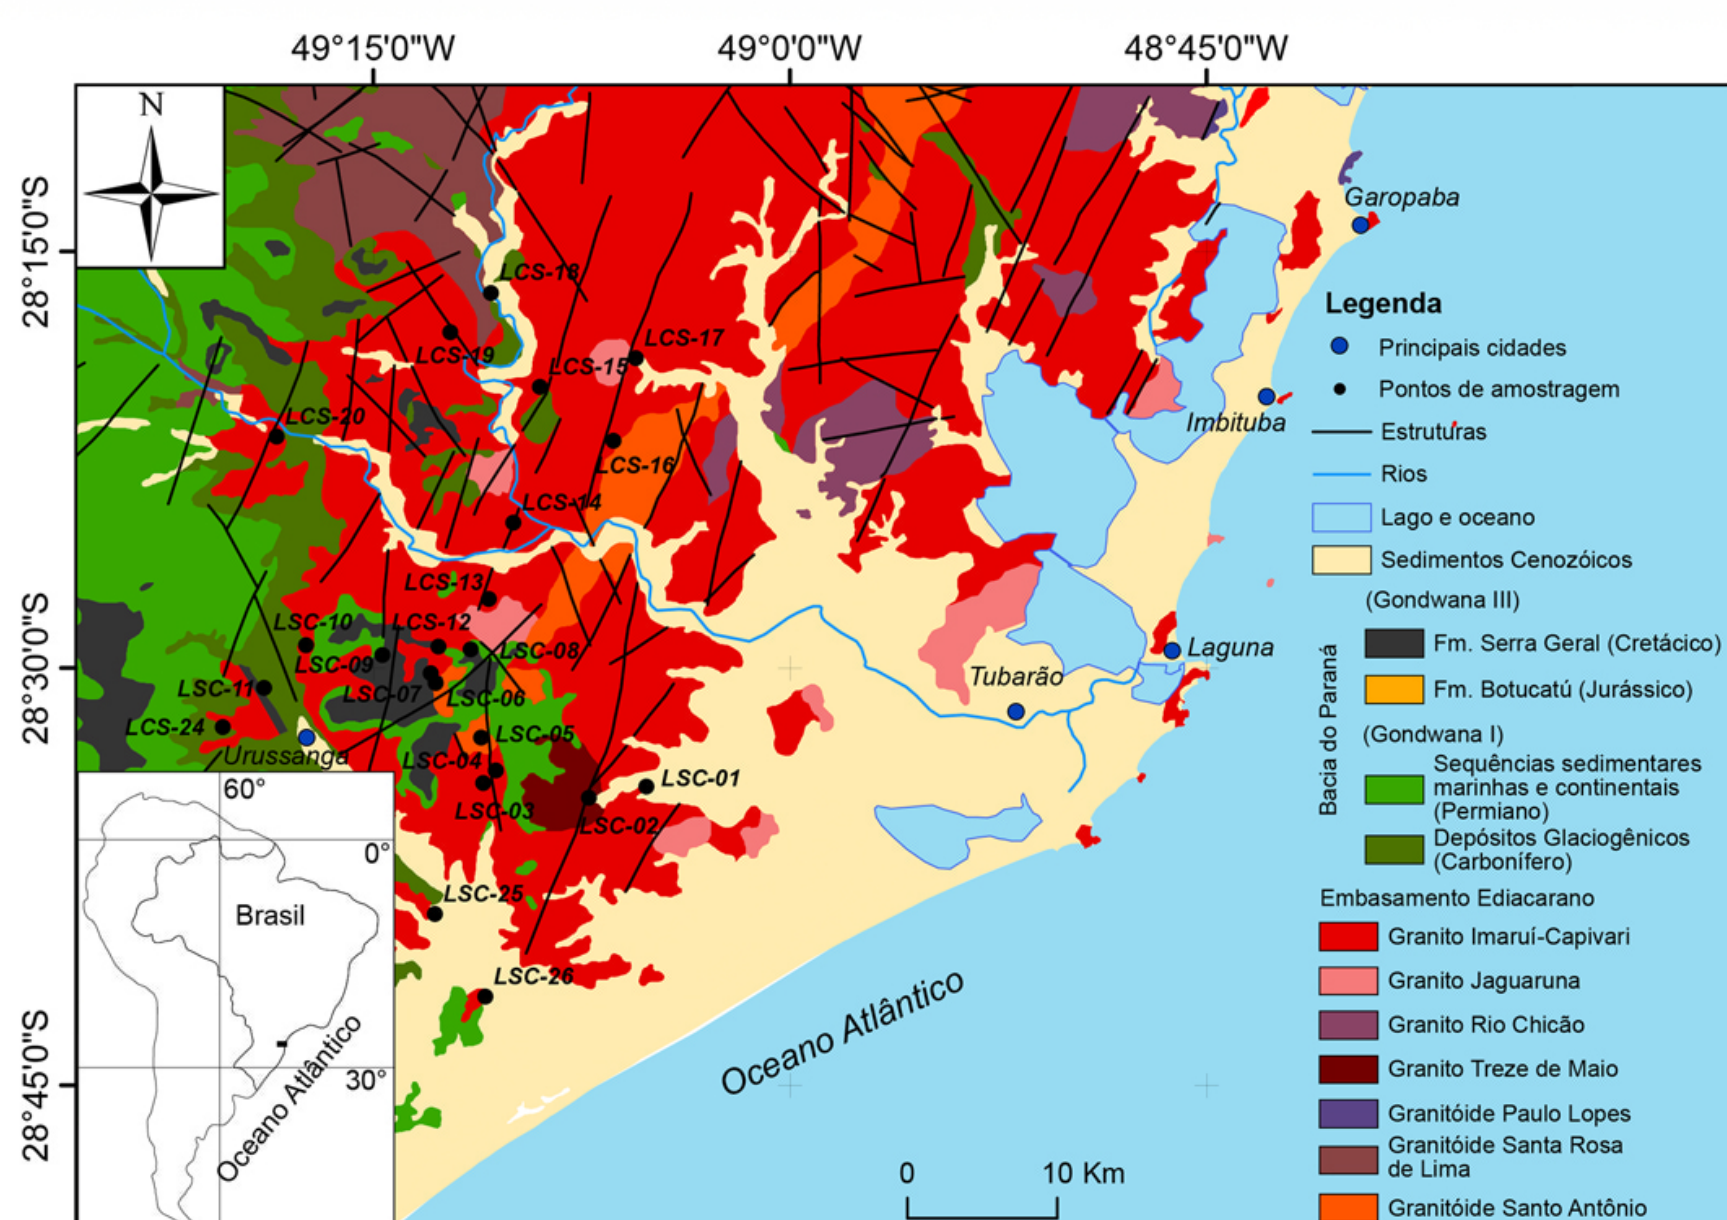 49°15'0"W
49°0'0"W
48°45'0"W
N
28°15'0"S
28°30'0"S
28°45'0"S
Garopaba
Imbituba
Laguna
Tubarão
Urussanga
LCS-18
LCS-19
LCS-17
LCS-15
LCS-20
LCS-16
LCS-14
LCS-13
LSC-10
LCS-12
LSC-09
LSC-08
LSC-11
LSC-07
LSC-06
LCS-24
LSC-05
LSC-04
LSC-01
LSC-03
LSC-02
LSC-25
LSC-26
60°
0°
Brasil
30°
Oceano Atlântico
Oceano Atlântico
0 10 Km
Legenda
Principais cidades
Pontos de amostragem
Estruturas
Rios
Lago e oceano
Sedimentos Cenozóicos
Bacia do Paraná
(Gondwana III)
Fm. Serra Geral (Cretácico)
Fm. Botucatú (Jurássico)
(Gondwana I)
Sequências sedimentares
marinhas e continentais
(Permiano)
Depósitos Glaciogênicos
(Carbonífero)
Embasamento Ediacarano
Granito Imaruí-Capivari
Granito Jaguaruna
Granito Rio Chicão
Granito Treze de Maio
Granitóide Paulo Lopes
Granitóide Santa Rosa
de Lima
Granitóide Santo Antônio